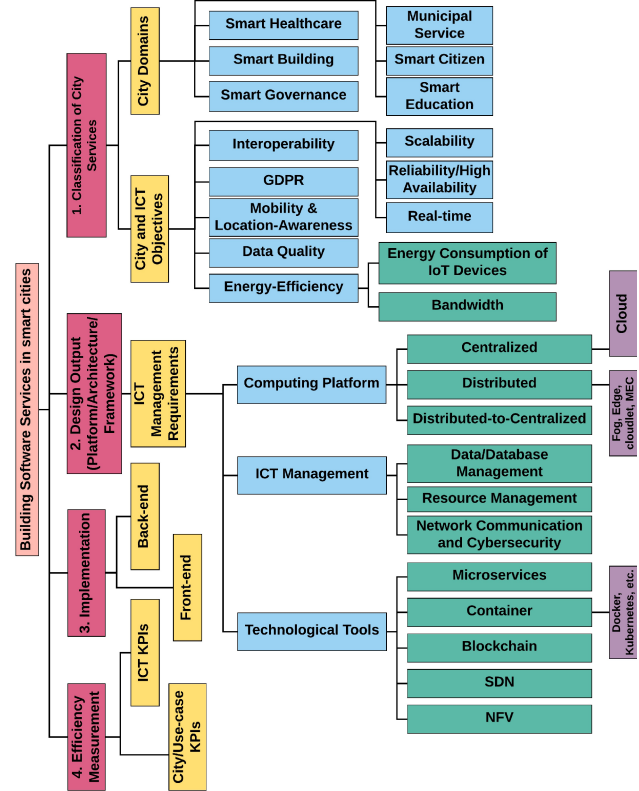 Building Software Services in smart cities
1. Classification of City
Services
City Domains
Smart Healthcare
Smart Building
Smart Governance
Municipal
Service
Smart Citizen
Smart
Education
City and ICT
Objectives
Interoperability
GDPR
Mobility &
Location-Awareness
Data Quality
Energy-Efficiency
Scalability
Reliability/High
Availability
Real-time
Energy Consumption of
IoT Devices
Bandwidth
2. Design Output
(Platform/Architecture/
Framework)
ICT
Management
Requirements
Computing Platform
Centralized
Distributed
Distributed-to-Centralized
Cloud
Fog, Edge,
cloudlet, MEC
ICT Management
Data/Database
Management
Resource Management
Network Communication
and Cybersecurity
Technological Tools
Microservices
Container
Blockchain
SDN
NFV
Docker,
Kubernetes, etc.
3. Implementation
Back-end
Front-end
4. Efficiency
Measurement
ICT KPIs
City/Use-case
KPIs